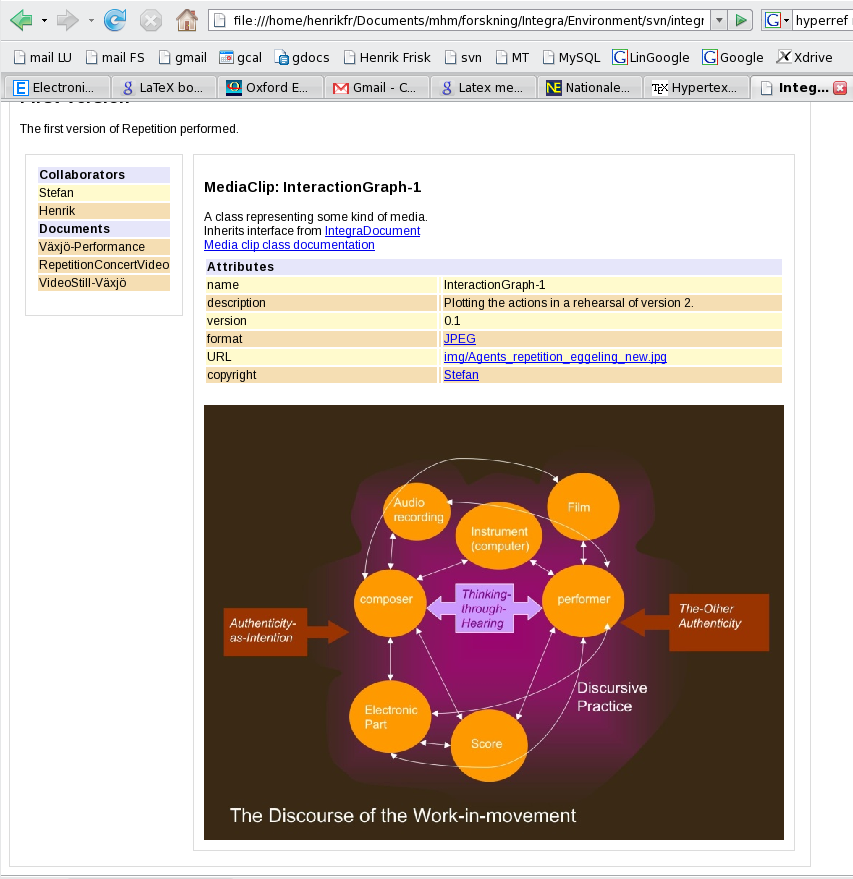 file:///home/henrikfr/Documents/mhm/forskning/Integra/Environment/svn/integr
hyperref
mail LU mail FS gmail gcal gdocs Henrik Frisk svn MT MySQL LinGoogle Google Xdrive
Electroni... LaTeX bo... Oxford E... Gmail - C... Latex me... Nationale... Hypertex... Integ...
The first version of Repetition performed.
Collaborators
Stefan
Henrik
Documents
Växjö-Performance
RepetitionConcertVideo
VideoStill-Växjö
MediaClip: InteractionGraph-1
A class representing some kind of media.
Inherits interface from IntegraDocument
Media clip class documentation
Attributes
name InteractionGraph-1
description Plotting the actions in a rehearsal of version 2.
version 0.1
format JPEG
URL img/Agents_repetition_eggeling_new.jpg
copyright Stefan
Audio
recording
Film
Instrument
(computer)
composer
Thinking-
through-
Hearing
performer
Authenticity-
as-Intention
The-Other
Authenticity
Electronic
Part
Score
Discursive
Practice
The Discourse of the Work-in-movement